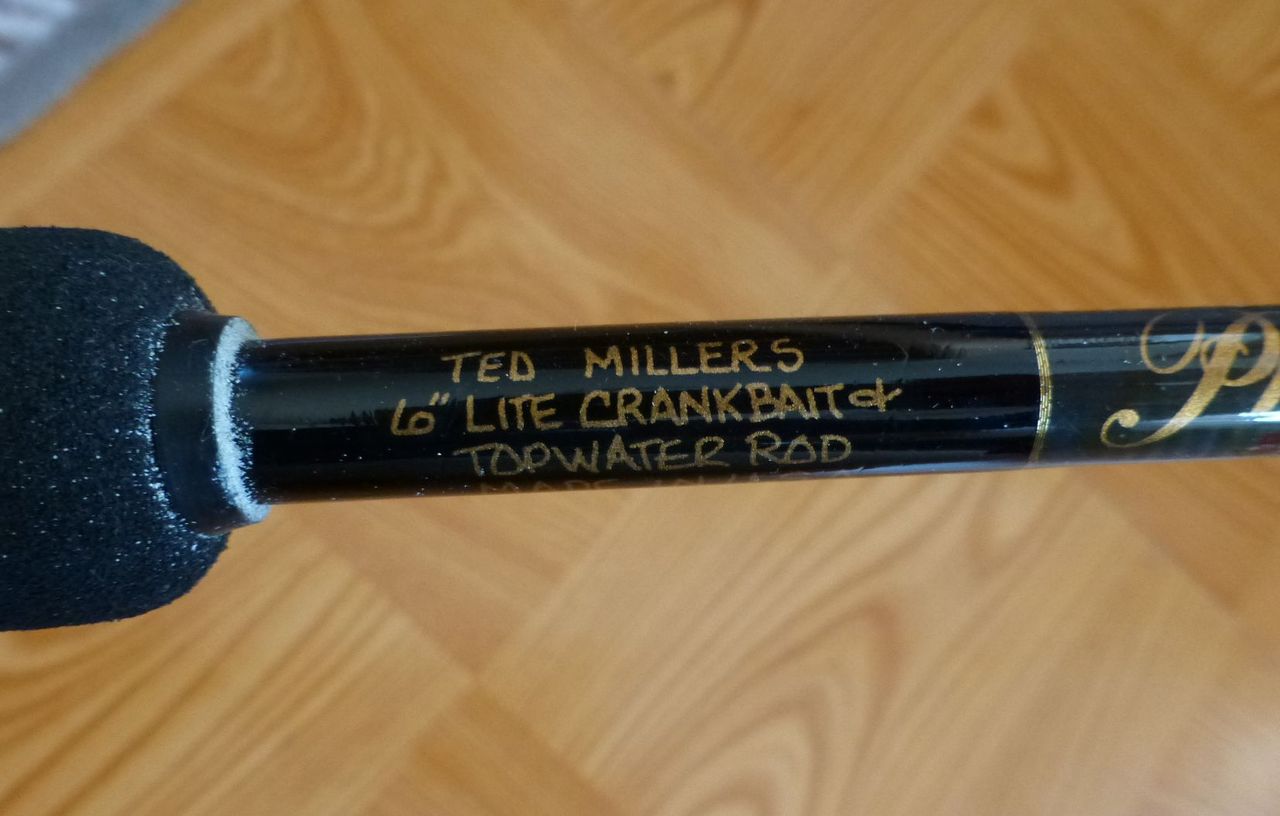 TED MILLERS
6" LITE CRANKBAIT &
TOPWATER ROD